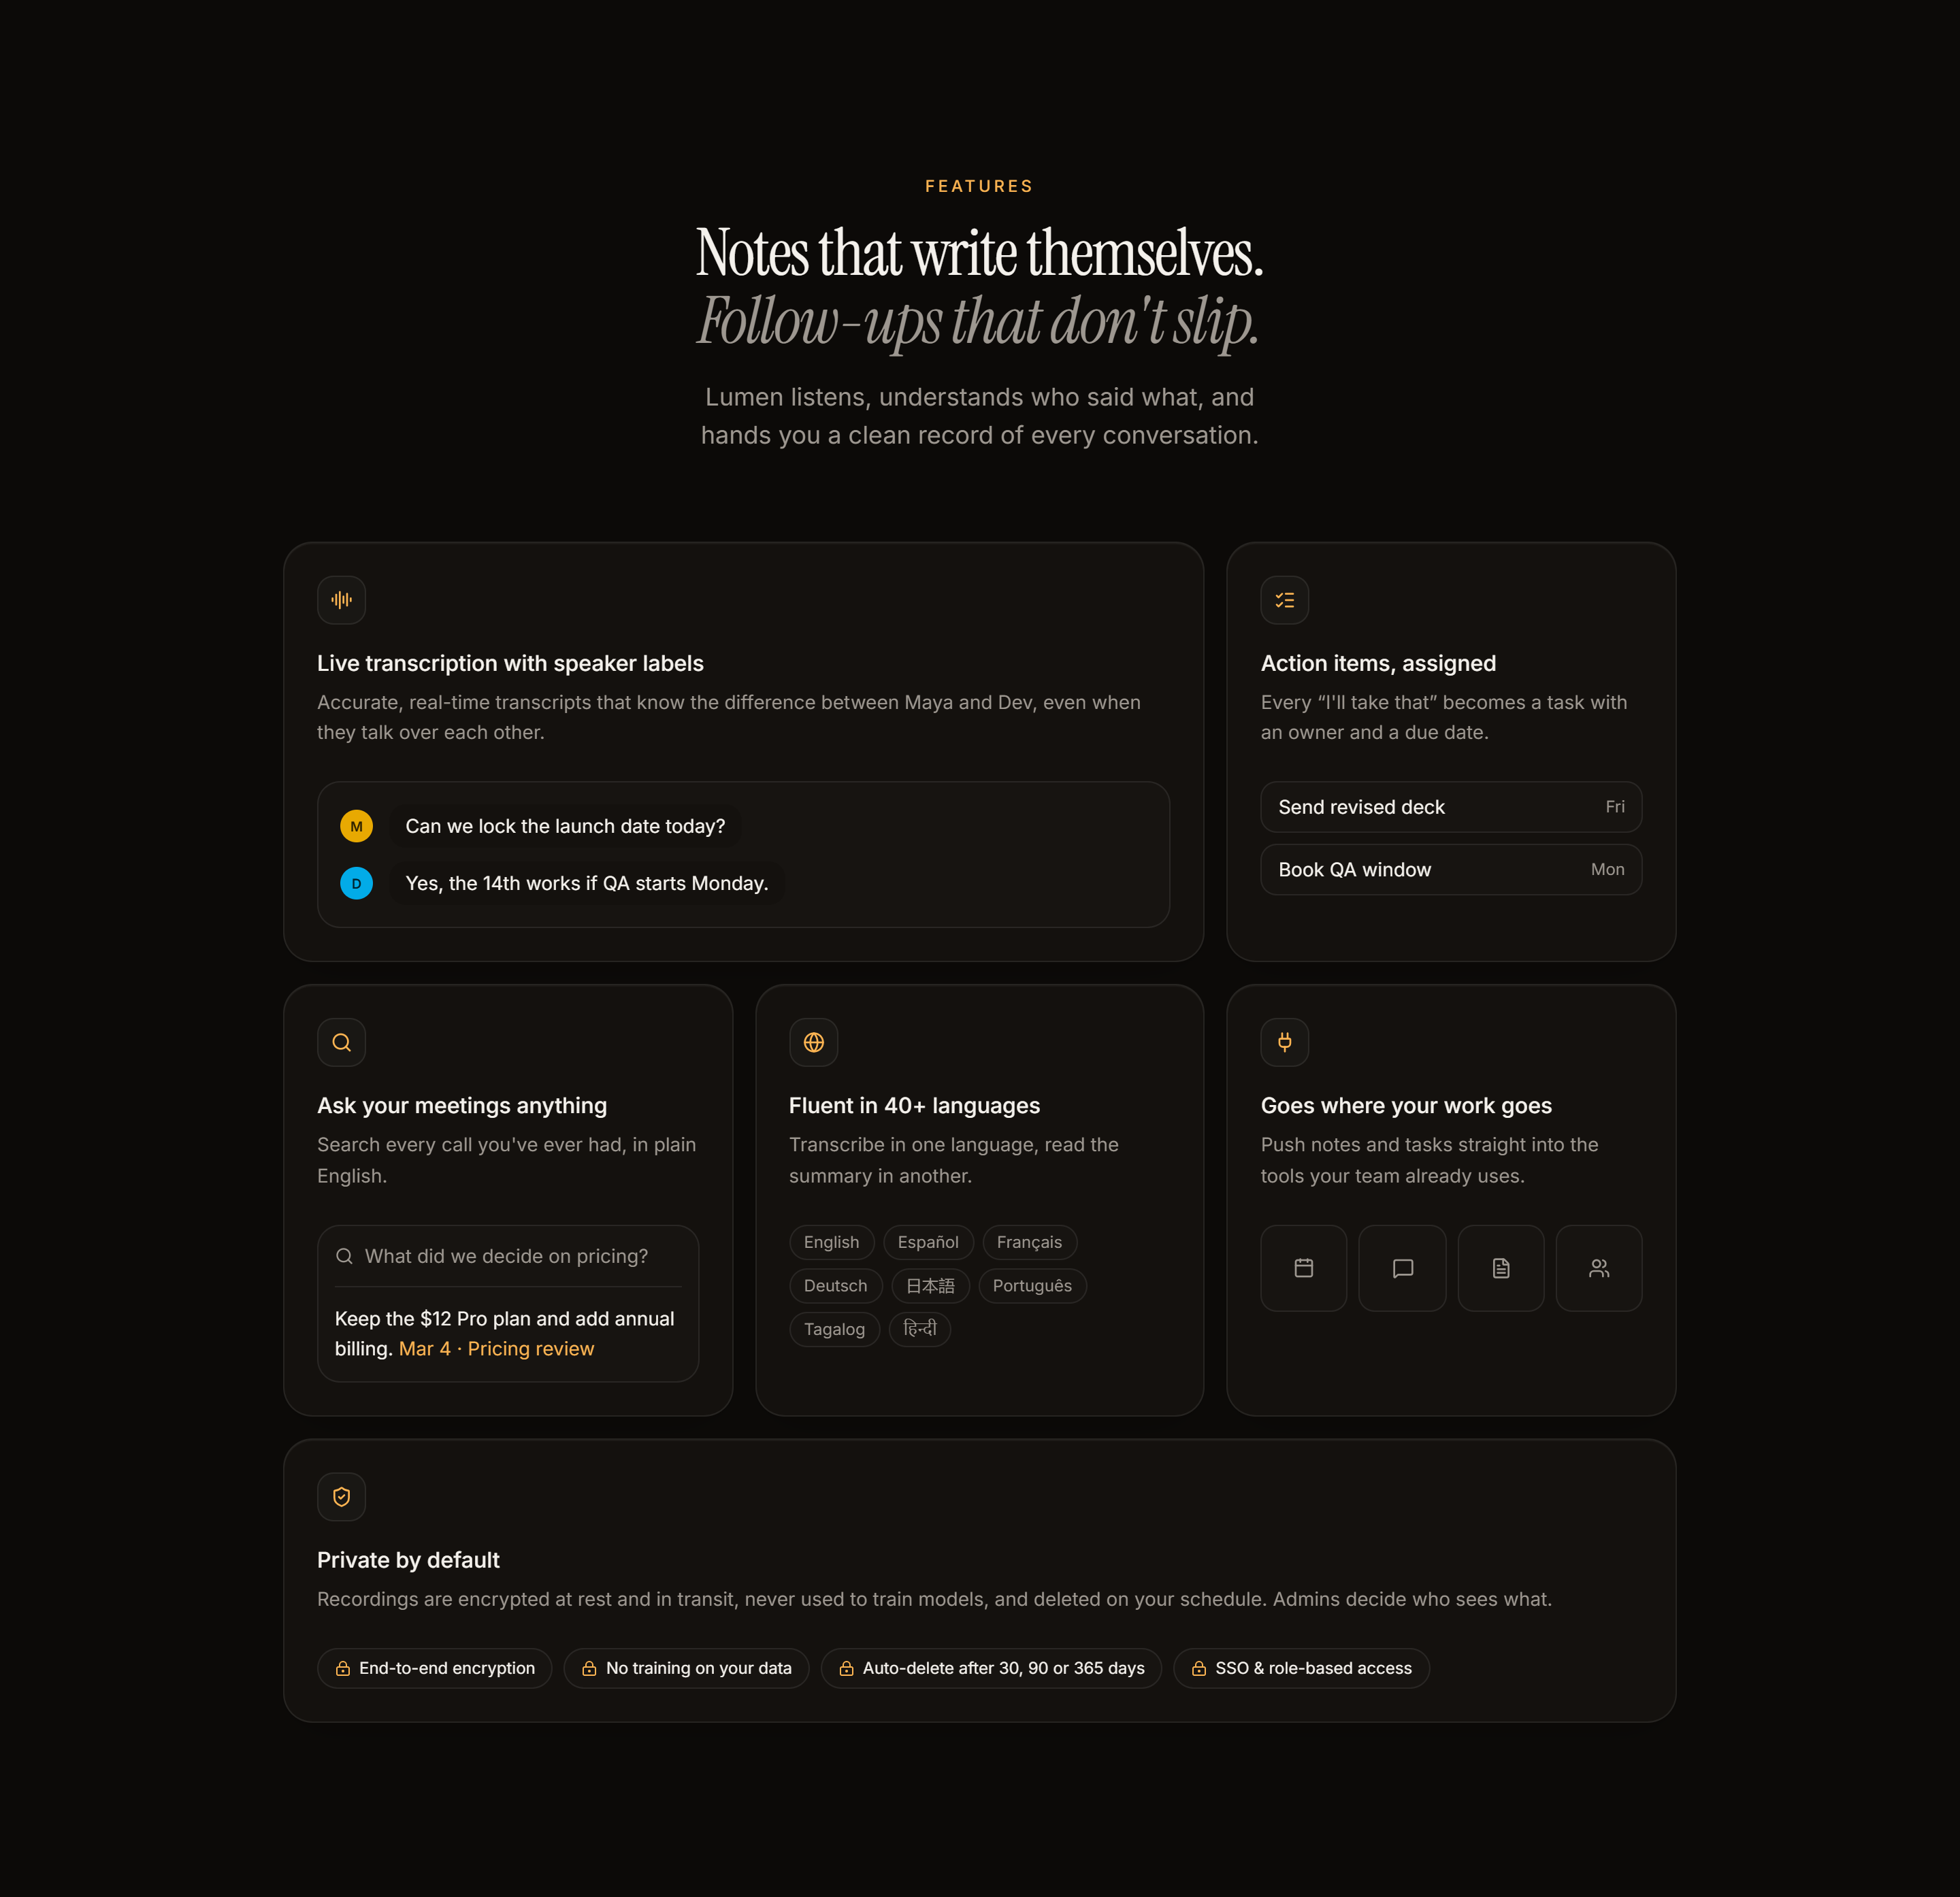 FEATURES
Notes that write themselves.
Follow-ups that don't slip.
Lumen listens, understands who said what, and
hands you a clean record of every conversation.
Live transcription with speaker labels
Accurate, real-time transcripts that know the difference between Maya and Dev, even when
they talk over each other.
M
Can we lock the launch date today?
D
Yes, the 14th works if QA starts Monday.
Action items, assigned
Every “I'll take that” becomes a task with
an owner and a due date.
Send revised deck
Fri
Book QA window
Mon
Ask your meetings anything
Search every call you've ever had, in plain
English.
What did we decide on pricing?
Keep the $12 Pro plan and add annual
billing. Mar 4 · Pricing review
Fluent in 40+ languages
Transcribe in one language, read the
summary in another.
English
Español
Français
Deutsch
日本語
Português
Tagalog
हिन्दी
Goes where your work goes
Push notes and tasks straight into the
tools your team already uses.
Private by default
Recordings are encrypted at rest and in transit, never used to train models, and deleted on your schedule. Admins decide who sees what.
End-to-end encryption
No training on your data
Auto-delete after 30, 90 or 365 days
SSO & role-based access